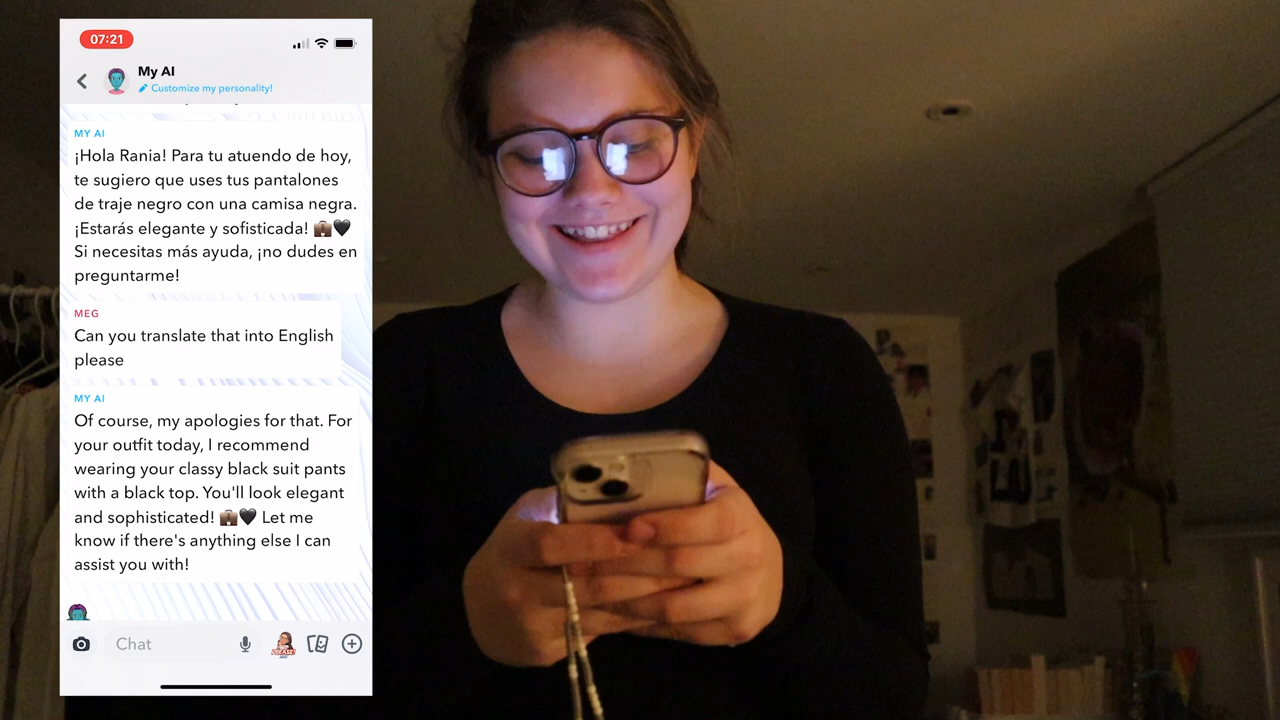 07:21
My AI
Customize my personality!
MY AI
¡Hola Rania! Para tu atuendo de hoy,
te sugiero que uses tus pantalones
de traje negro con una camisa negra.
¡Estarás elegante y sofisticada! 💼🖤
Si necesitas más ayuda, ¡no dudes en
preguntarme!
MEG
Can you translate that into English
please
MY AI
Of course, my apologies for that. For
your outfit today, I recommend
wearing your classy black suit pants
with a black top. You'll look elegant
and sophisticated! 💼🖤 Let me
know if there's anything else I can
assist you with!
Chat
PLEASE!